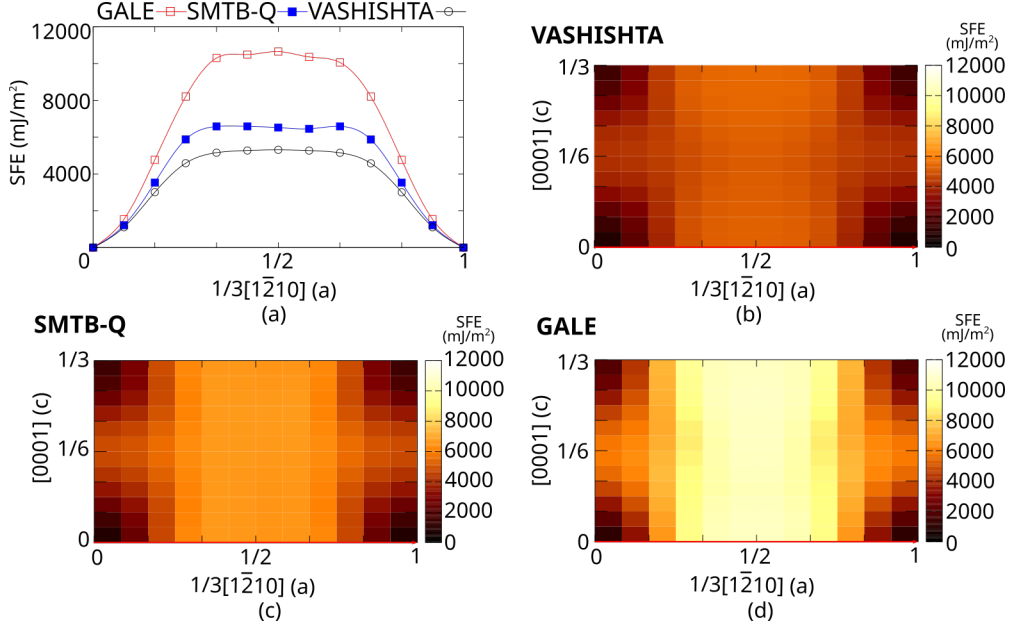 GALE SMTB-Q VASHISHTA
12000
8000
4000
SFE (mJ/m²)
0 1/2 1
1/3[12̅10] (a)
(a)
VASHISHTA
SFE
(mJ/m²)
1/3
1/6
0
[0001] (c)
12000
10000
8000
6000
4000
2000
0
0 1/2 1
1/3[12̅10] (a)
(b)
SMTB-Q
SFE
(mJ/m²)
1/3
1/6
0
[0001] (c)
12000
10000
8000
6000
4000
2000
0
0 1/2 1
1/3[12̅10] (a)
(c)
GALE
SFE
(mJ/m²)
1/3
1/6
0
[0001] (c)
12000
10000
8000
6000
4000
2000
0
0 1/2 1
1/3[12̅10] (a)
(d)